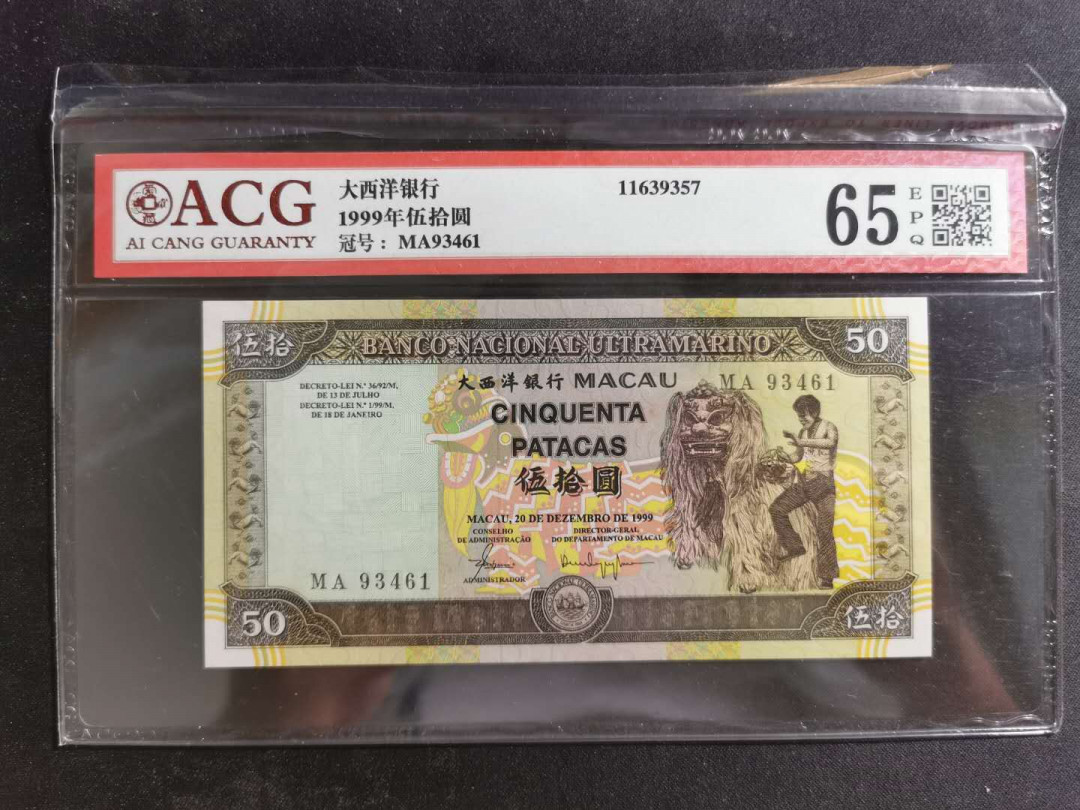 ACG
AI CANG GUARANTY
大西洋银行
1999年伍拾圆
冠号：MA93461
11639357
65
EPQ
伍拾
BANCO NACIONAL ULTRAMARINO
50
DECRETO-LEI N.º 36/92/M,
DE 13 DE JULHO
DECRETO-LEI N.º 1/99/M,
DE 18 DE JANEIRO
大西洋銀行 MACAU
MA 93461
CINQUENTA
PATACAS
伍拾圓
MACAU, 20 DE DEZEMBRO DE 1999
CONSELHO
DE ADMINISTRAÇÃO
DIRECTOR-GERAL
DO DEPARTAMENTO DE MACAU
ADMINISTRADOR
MA 93461
50
伍拾